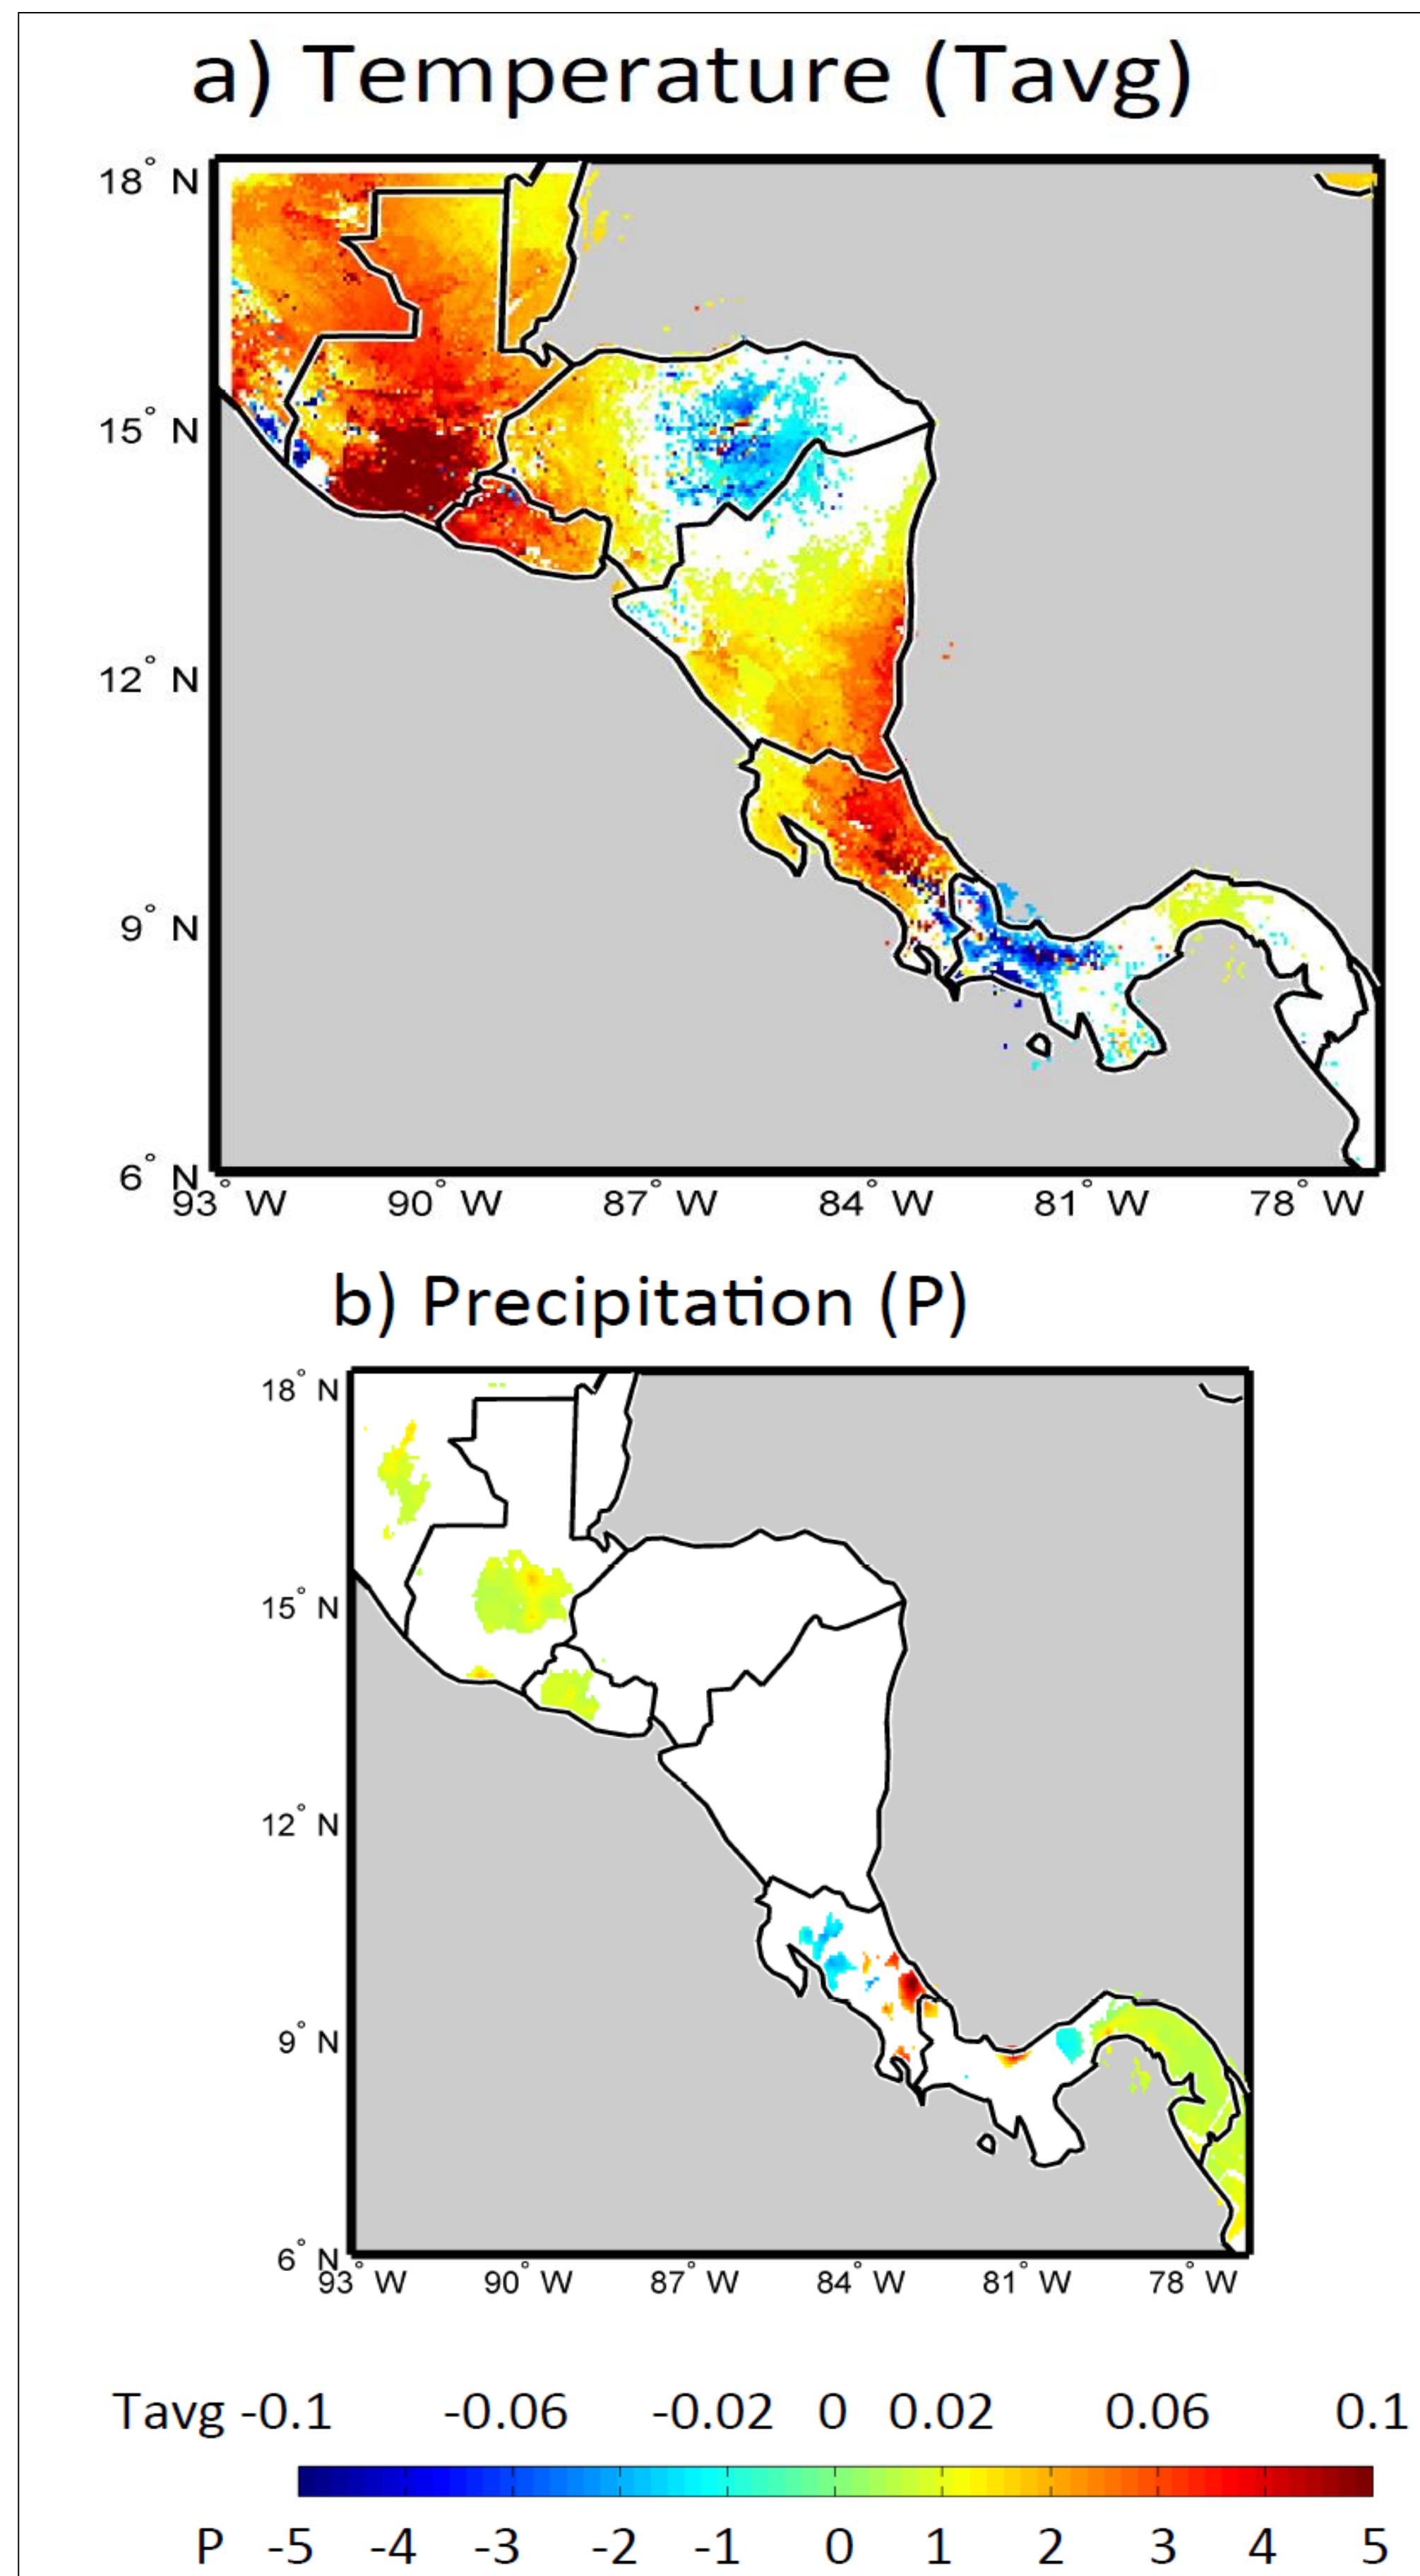 a) Temperature (Tavg)
18° N
15° N
12° N
9° N
6° N
93° W 90° W 87° W 84° W 81° W 78° W
b) Precipitation (P)
18° N
15° N
12° N
9° N
6° N
93° W 90° W 87° W 84° W 81° W 78° W
Tavg -0.1 -0.06 -0.02 0 0.02 0.06 0.1
P -5 -4 -3 -2 -1 0 1 2 3 4 5